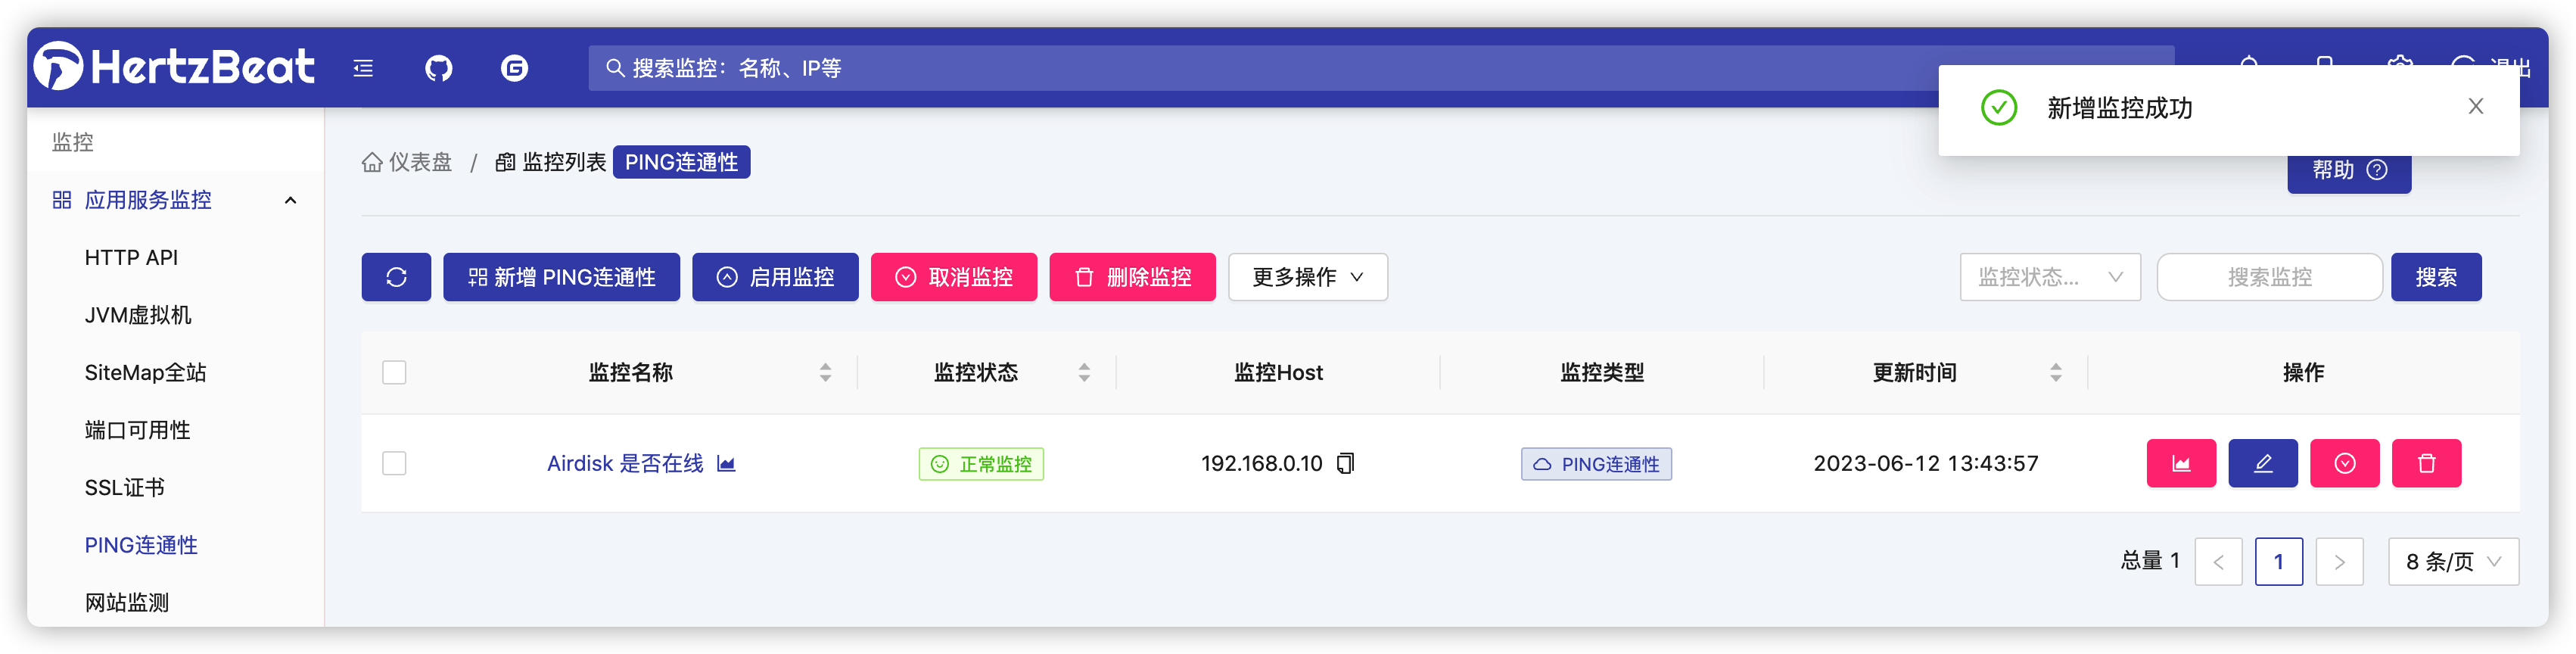 HertzBeat
搜索监控：名称、IP等
新增监控成功
监控
应用服务监控
HTTP API
JVM虚拟机
SiteMap全站
端口可用性
SSL证书
PING连通性
网站监测
仪表盘 / 监控列表 PING连通性
帮助
新增 PING连通性 启用监控 取消监控 删除监控 更多操作
监控状态... 搜索监控 搜索
监控名称 监控状态 监控Host 监控类型 更新时间 操作
Airdisk 是否在线 正常监控 192.168.0.10 PING连通性 2023-06-12 13:43:57
总量 1 < 1 > 8 条/页